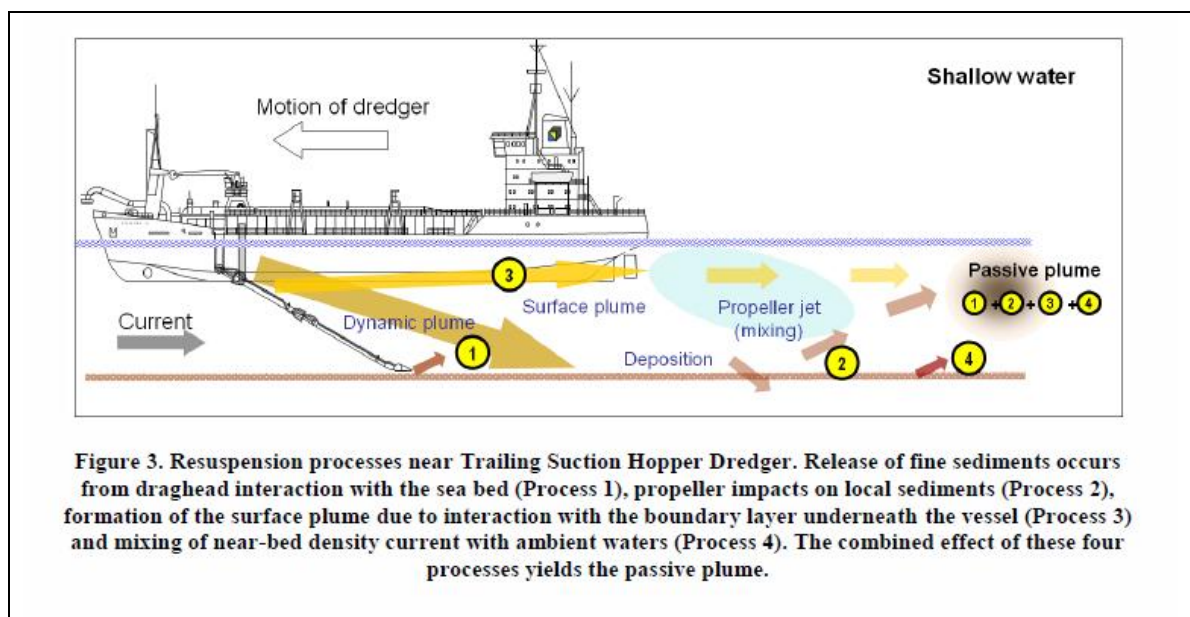 Shallow water
Motion of dredger
3
Passive plume
1 + 2 + 3 + 4
Surface plume
Propeller jet
(mixing)
Current
Dynamic plume
1
Deposition
2
4
Figure 3. Resuspension processes near Trailing Suction Hopper Dredger. Release of fine sediments occurs
from draghead interaction with the sea bed (Process 1), propeller impacts on local sediments (Process 2),
formation of the surface plume due to interaction with the boundary layer underneath the vessel (Process 3)
and mixing of near-bed density current with ambient waters (Process 4). The combined effect of these four
processes yields the passive plume.